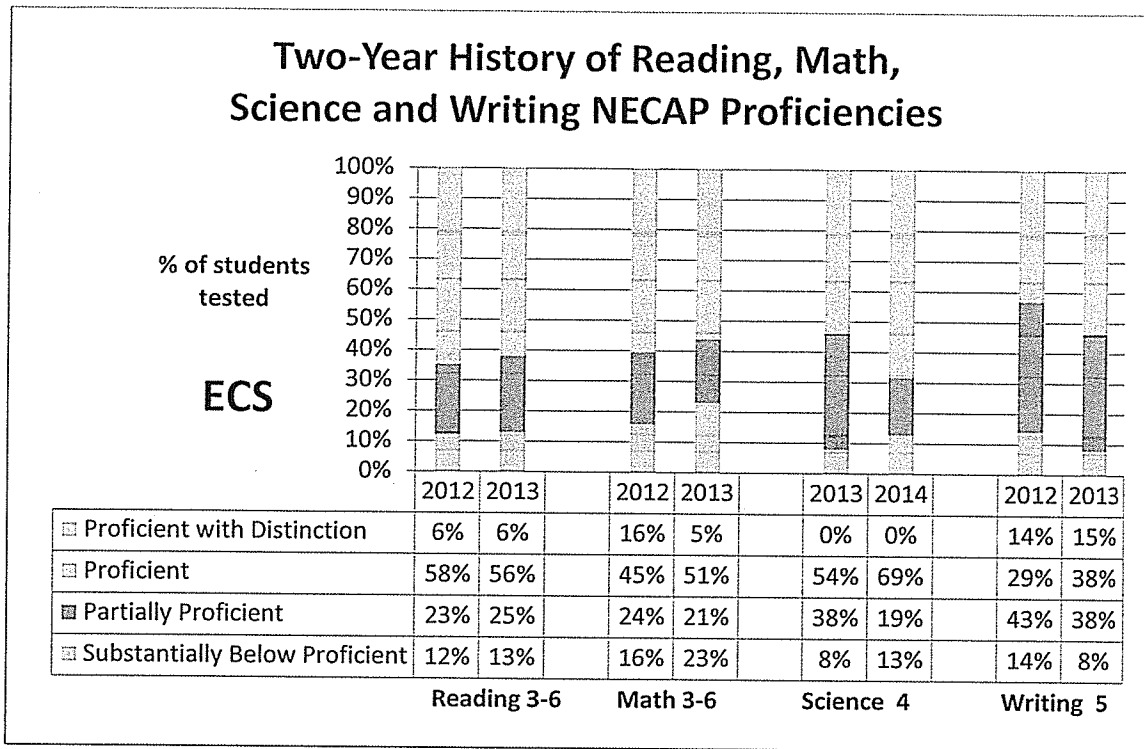 Two-Year History of Reading, Math,
Science and Writing NECAP Proficiencies
100%
90%
80%
70%
60%
50%
40%
30%
20%
10%
0%
% of students
tested
ECS
2012 2013 2012 2013 2013 2014 2012 2013
Proficient with Distinction 6% 6% 16% 5% 0% 0% 14% 15%
Proficient 58% 56% 45% 51% 54% 69% 29% 38%
Partially Proficient 23% 25% 24% 21% 38% 19% 43% 38%
Substantially Below Proficient 12% 13% 16% 23% 8% 13% 14% 8%
Reading 3-6 Math 3-6 Science 4 Writing 5